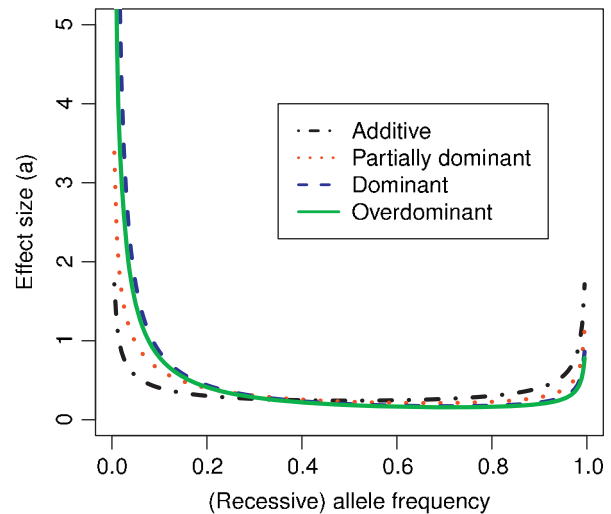 5
4
3
2
1
0
Effect size (a)
Additive
Partially dominant
Dominant
Overdominant
0.0 0.2 0.4 0.6 0.8 1.0
(Recessive) allele frequency